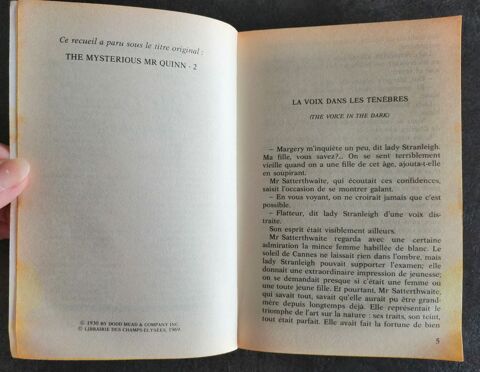 Ce recueil a paru sous le titre original :
THE MYSTERIOUS MR QUINN - 2
© 1930 BY DODD MEAD & COMPANY INC.
© LIBRAIRIE DES CHAMPS-ELYSÉES, 1969.
LA VOIX DANS LES TÉNÈBRES
(THE VOICE IN THE DARK)
– Margery m'inquiète un peu, dit lady Stranleigh.
Ma fille, vous savez?... On se sent terriblement
vieille quand on a une fille de cet âge, ajouta-t-elle
en soupirant.
Mr Satterthwaite, qui écoutait ces confidences,
saisit l'occasion de se montrer galant.
– En vous voyant, on ne croirait jamais que c'est
possible.
– Flatteur, dit lady Stranleigh d'une voix dis-
traite.
Son esprit était visiblement ailleurs.
Mr Satterthwaite regarda avec une certaine
admiration la mince femme habillée de blanc. Le
soleil de Cannes ne laissait rien dans l'ombre, mais
lady Stranleigh pouvait supporter l'examen; elle
donnait une extraordinaire impression de jeunesse;
on se demandait si c'était une femme ou
une toute jeune fille. Et pourtant, Mr Satterthwaite,
qui savait tout, savait qu'elle aurait pu être grand-
mère depuis longtemps déjà. Elle représentait le
triomphe de l'art sur la nature : ses traits, son teint,
tout était parfait. Elle avait fait la fortune de bien
5